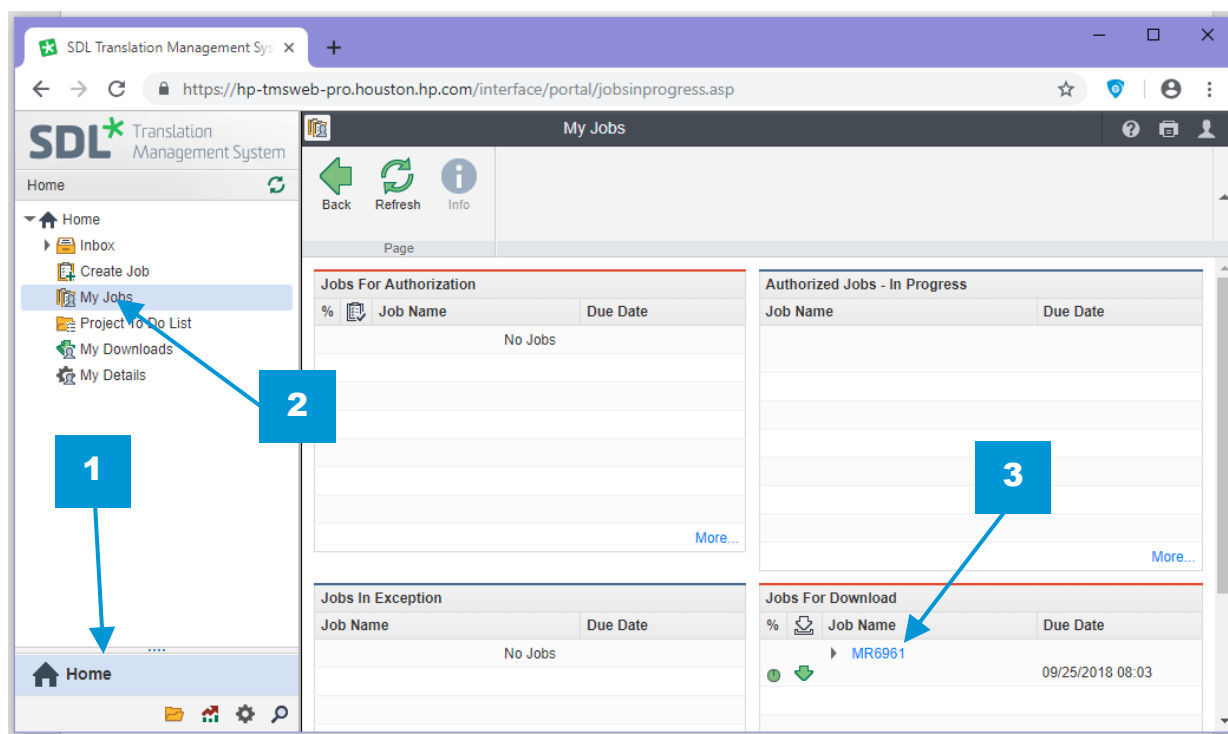 SDL Translation Management Sys
https://hp-tmsweb-pro.houston.hp.com/interface/portal/jobsinprogress.asp
SDL Translation
Management System
My Jobs
Home
Back Refresh Info
Page
Home
Inbox
Create Job
My Jobs
Project To Do List
My Downloads
My Details
2
1
Home
Jobs For Authorization
% Job Name Due Date
No Jobs
More...
Authorized Jobs - In Progress
Job Name Due Date
3
More...
Jobs In Exception
Job Name Due Date
No Jobs
Jobs For Download
% Job Name Due Date
MR6961
09/25/2018 08:03